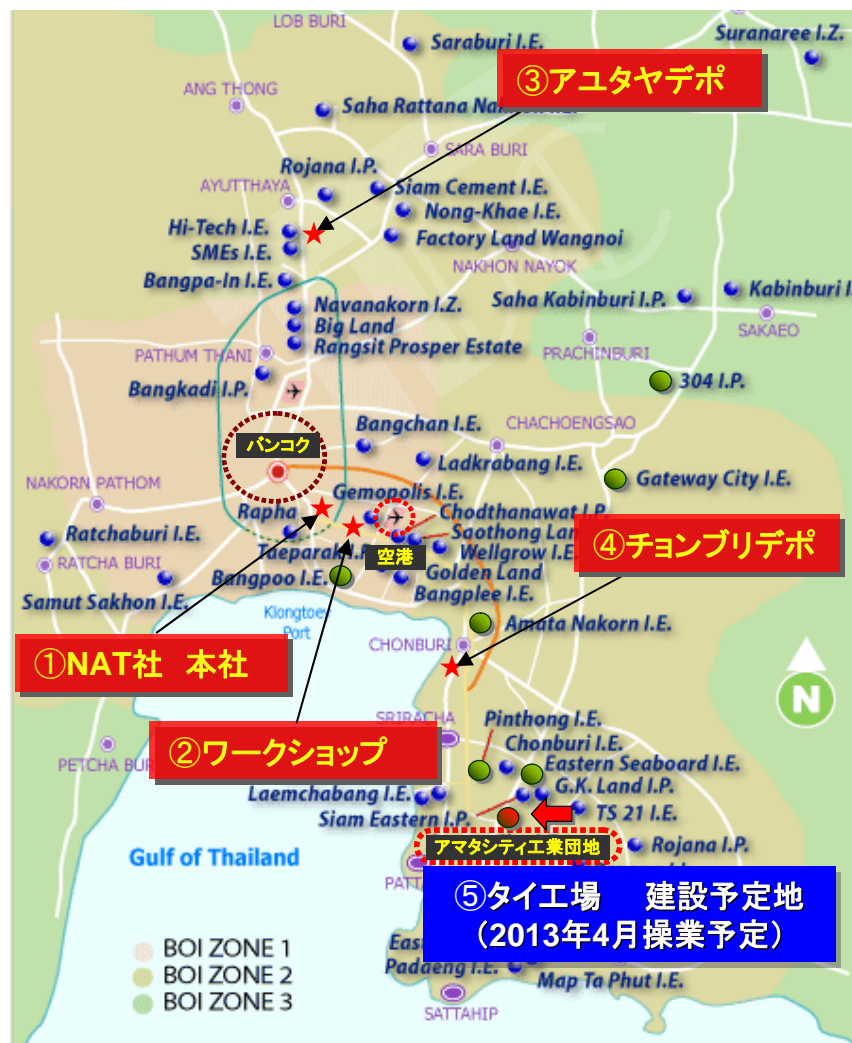 LOB BURI
Saraburi I.E.
Suranaree I.Z.
③アユタヤデポ
ANG THONG
Saha Rattana
SARA BURI
Rojana I.P.
AYUTTHAYA
Siam Cement I.E.
Nong-Khae I.E.
Hi-Tech I.E.
Factory Land Wangnoi
SMEs I.E.
NAKHON NAYOK
Bangpa-In I.E.
Kabinburi I
Navanakorn I.Z.
Saha Kabinburi I.P.
Big Land
SAKAEO
Rangsit Prosper Estate
PATHUM THANI
PRACHINBURI
Bangkadi I.P.
304 I.P.
Bangchan I.E.
CHACHOENGSAO
バンコク
Ladkrabang I.E.
Gateway City I.E.
NAKORN PATHOM
Gemopolis I.E.
Rapha
Chodthanawat I.P.
Ratchaburi I.E.
Saothong Lan
Taeparak I.P.
空港
Wellgrow I.E.
④チョンブリデポ
RATCHA BURI
Bangpoo I.E.
Golden Land
Bangplee I.E.
Samut Sakhon I.E.
Klongtoey
Port
Amata Nakorn I.E.
CHONBURI
①NAT社 本社
SRIRACHA
Pinthong I.E.
②ワークショップ
Chonburi I.E.
PETCHA BUR
Eastern Seaboard I.E.
G.K. Land I.P.
Laemchabang I.E.
TS 21 I.E.
Siam Eastern I.P.
アマタシティ工業団地
Rojana I.P.
Gulf of Thailand
PATT
⑤タイ工場 建設予定地
(2013年4月操業予定)
BOI ZONE 1
East
Padaeng I.E.
BOI ZONE 2
Map Ta Phut I.E.
BOI ZONE 3
SATTAHIP
N